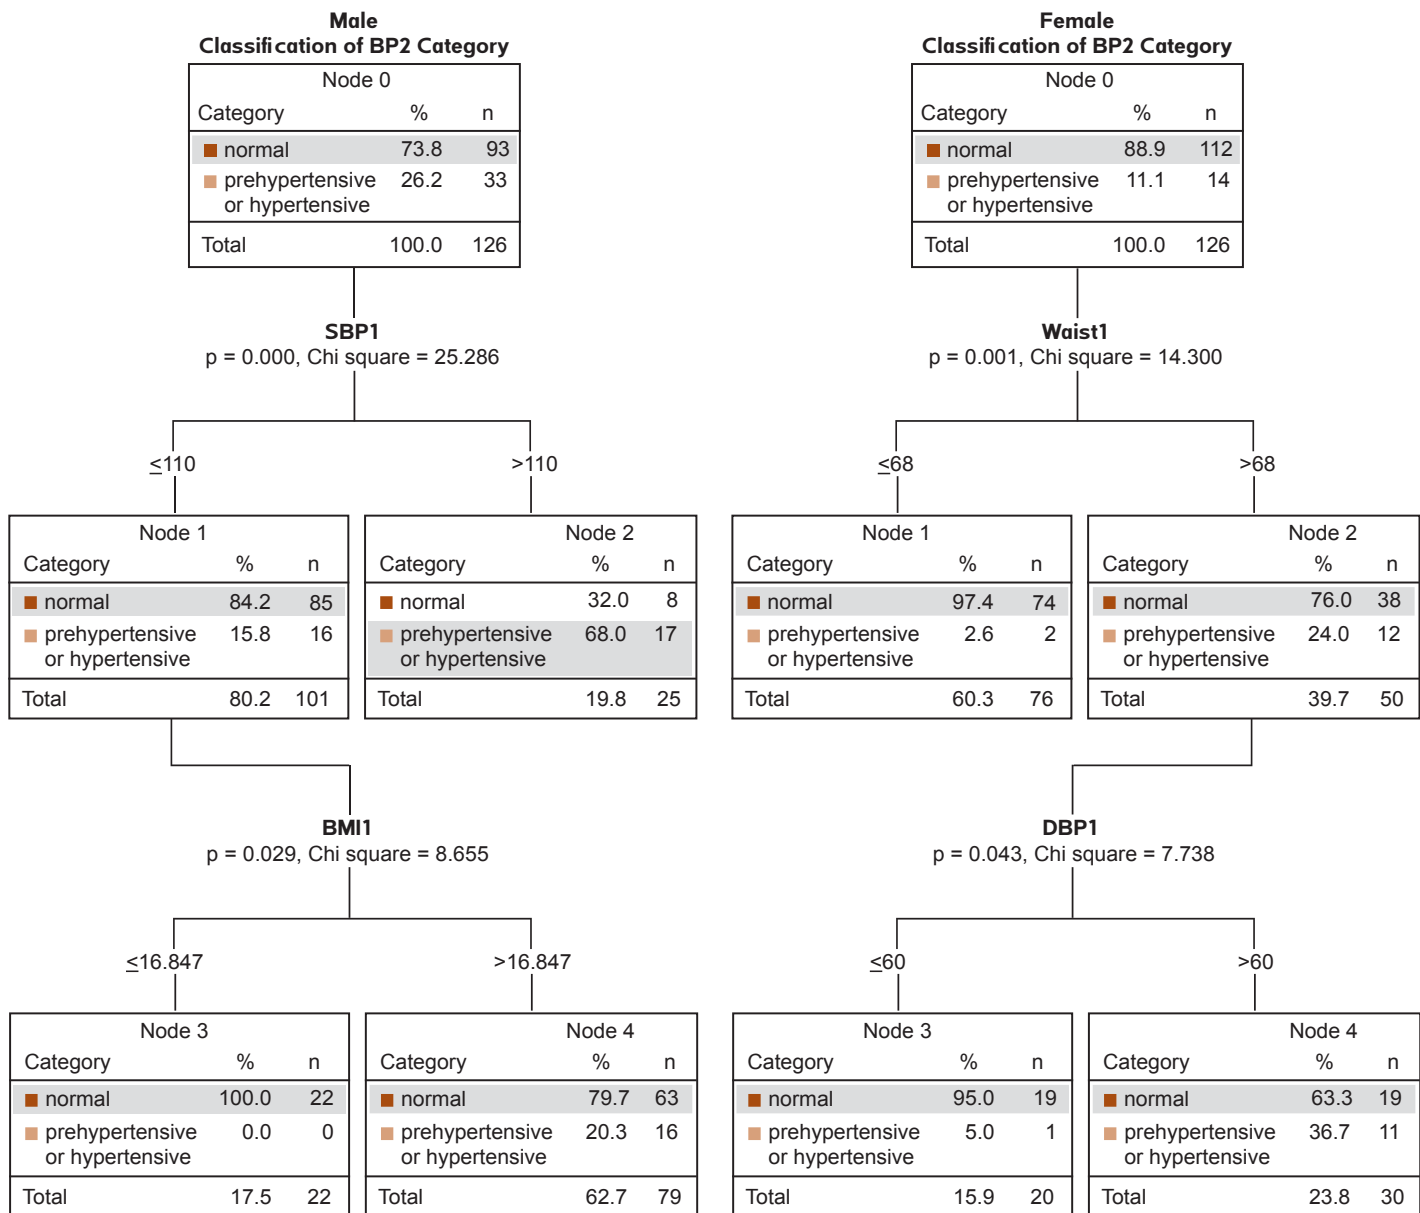 Male
Classification of BP2 Category
Node 0
Category % n
normal 73.8 93
prehypertensive 26.2 33
or hypertensive
Total 100.0 126
SBP1
p = 0.000, Chi square = 25.286
≤110
>110
Node 1
Category % n
normal 84.2 85
prehypertensive 15.8 16
or hypertensive
Total 80.2 101
Node 2
Category % n
normal 32.0 8
prehypertensive 68.0 17
or hypertensive
Total 19.8 25
BMI1
p = 0.029, Chi square = 8.655
≤16.847
>16.847
Node 3
Category % n
normal 100.0 22
prehypertensive 0.0 0
or hypertensive
Total 17.5 22
Node 4
Category % n
normal 79.7 63
prehypertensive 20.3 16
or hypertensive
Total 62.7 79
Female
Classification of BP2 Category
Node 0
Category % n
normal 88.9 112
prehypertensive 11.1 14
or hypertensive
Total 100.0 126
Waist1
p = 0.001, Chi square = 14.300
≤68
>68
Node 1
Category % n
normal 97.4 74
prehypertensive 2.6 2
or hypertensive
Total 60.3 76
Node 2
Category % n
normal 76.0 38
prehypertensive 24.0 12
or hypertensive
Total 39.7 50
DBP1
p = 0.043, Chi square = 7.738
≤60
>60
Node 3
Category % n
normal 95.0 19
prehypertensive 5.0 1
or hypertensive
Total 15.9 20
Node 4
Category % n
normal 63.3 19
prehypertensive 36.7 11
or hypertensive
Total 23.8 30